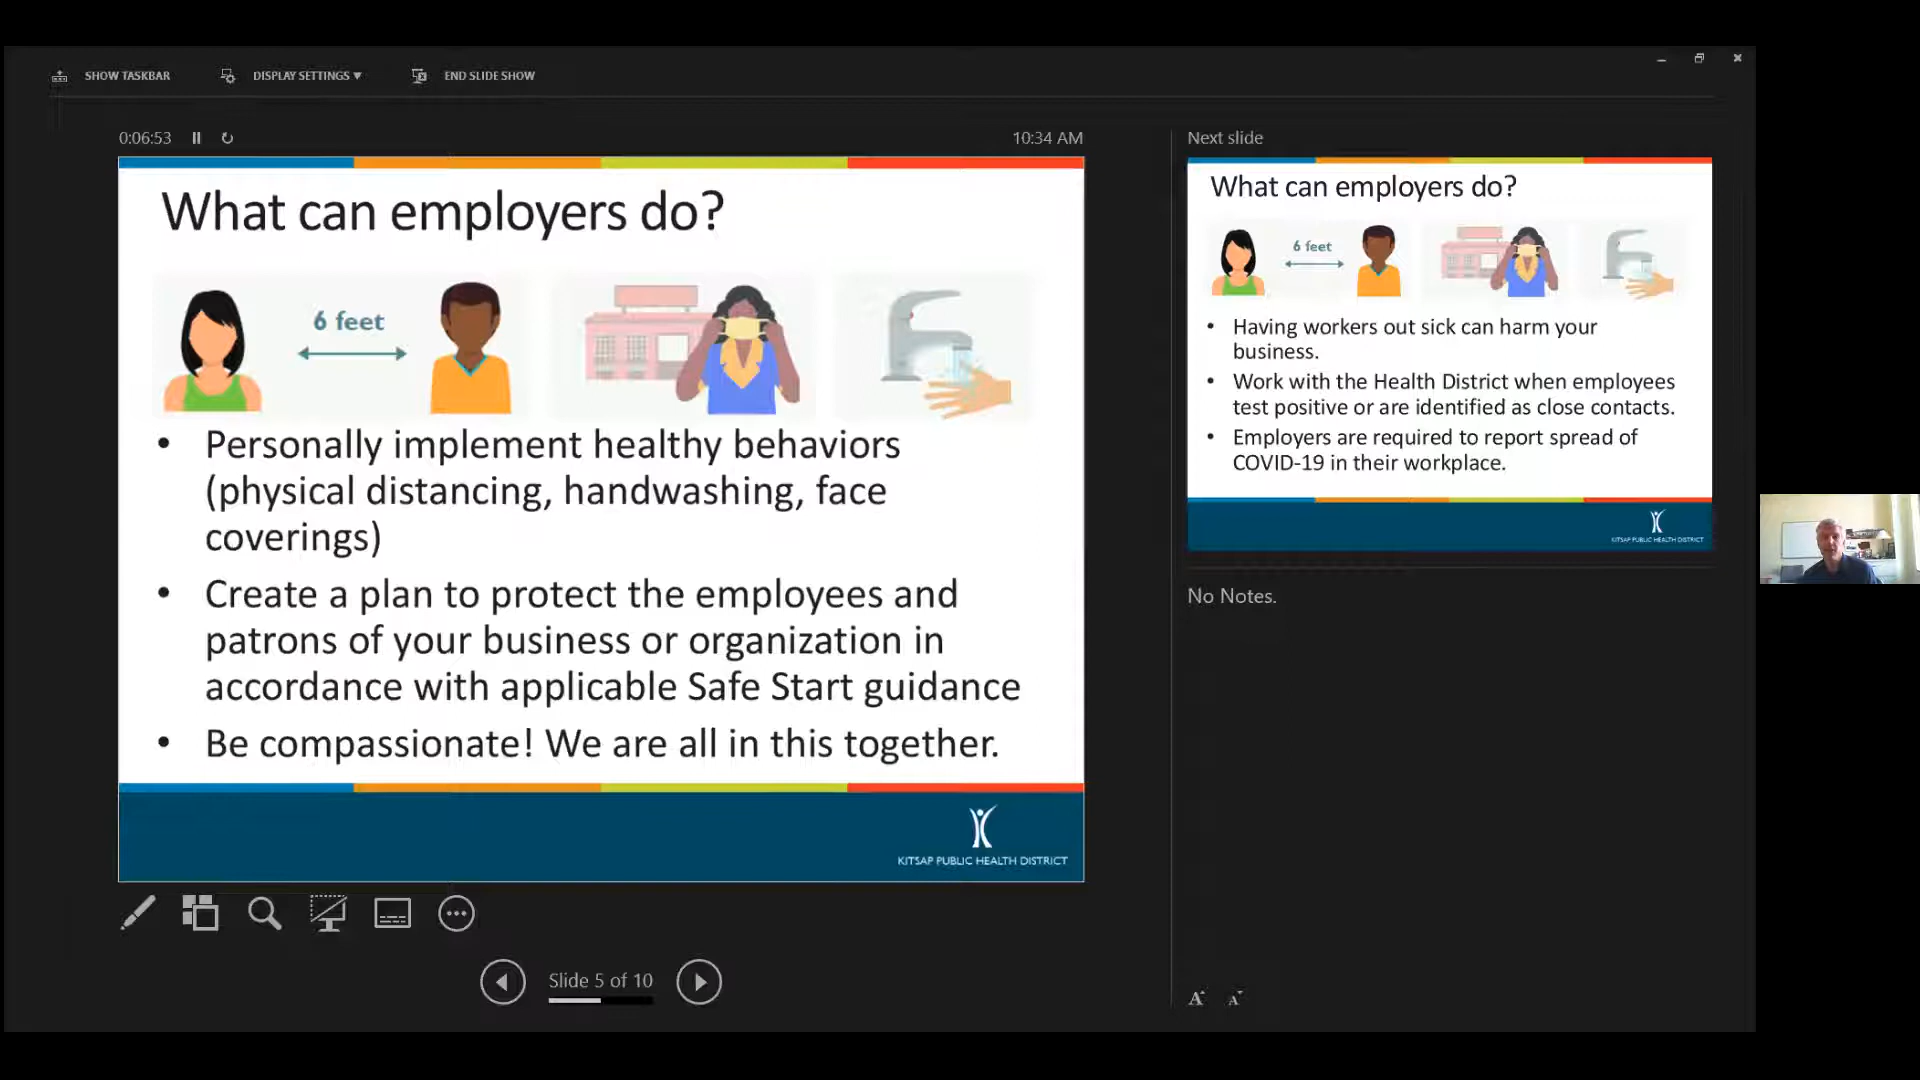 SHOW TASKBAR
DISPLAY SETTINGS ▼
END SLIDE SHOW
0:06:53
10:34 AM
What can employers do?
6 feet
• Personally implement healthy behaviors
(physical distancing, handwashing, face
coverings)
• Create a plan to protect the employees and
patrons of your business or organization in
accordance with applicable Safe Start guidance
• Be compassionate! We are all in this together.
KITSAP PUBLIC HEALTH DISTRICT
Slide 5 of 10
Next slide
What can employers do?
6 feet
• Having workers out sick can harm your
business.
• Work with the Health District when employees
test positive or are identified as close contacts.
• Employers are required to report spread of
COVID-19 in their workplace.
KITSAP PUBLIC HEALTH DISTRICT
No Notes.
A A